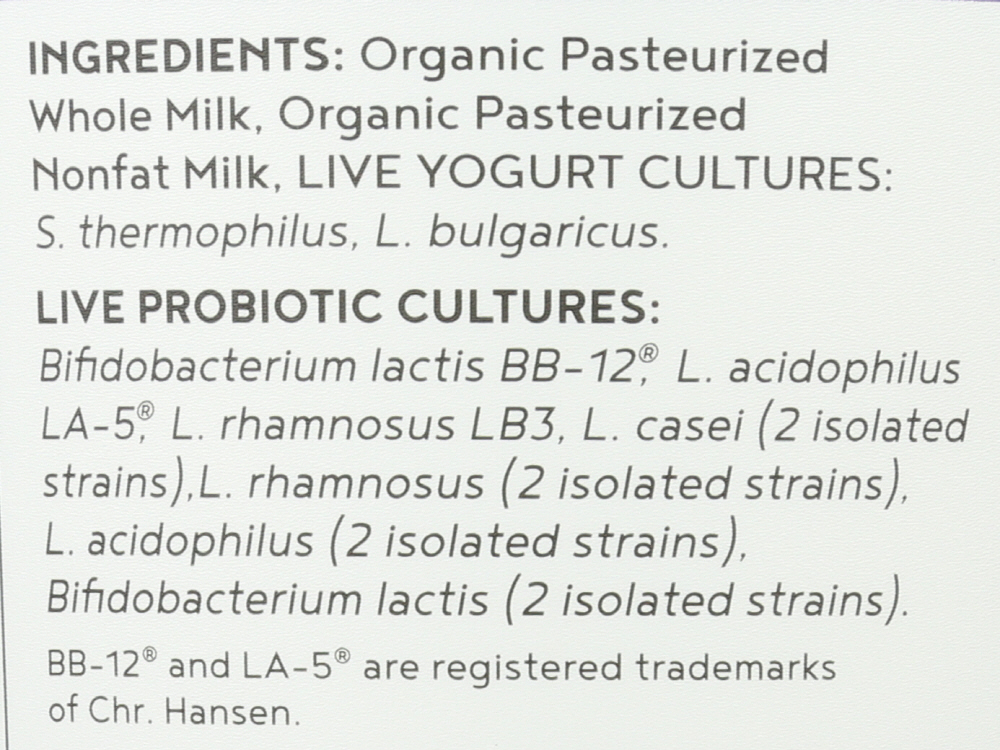 INGREDIENTS: Organic Pasteurized
Whole Milk, Organic Pasteurized
Nonfat Milk, LIVE YOGURT CULTURES:
S. thermophilus, L. bulgaricus.
LIVE PROBIOTIC CULTURES:
Bifidobacterium lactis BB-12®, L. acidophilus
LA-5®, L. rhamnosus LB3, L. casei (2 isolated
strains),L. rhamnosus (2 isolated strains),
L. acidophilus (2 isolated strains),
Bifidobacterium lactis (2 isolated strains).
BB-12® and LA-5® are registered trademarks
of Chr. Hansen.